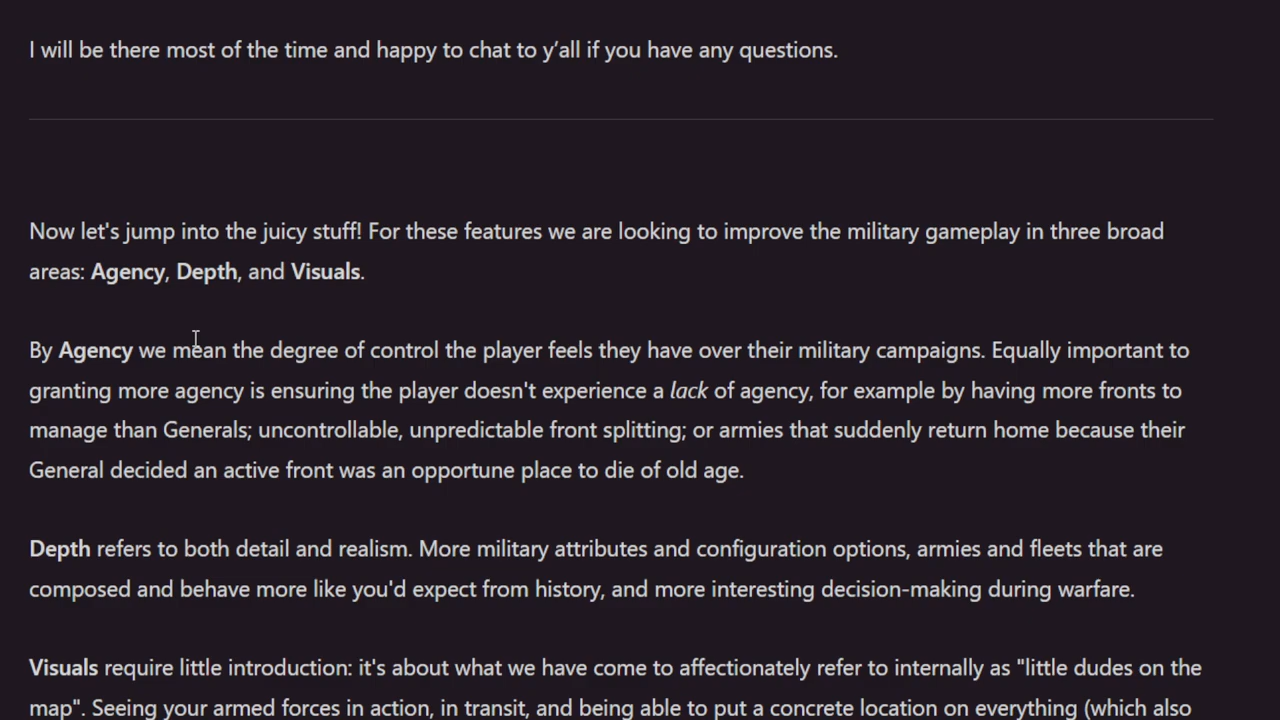 I will be there most of the time and happy to chat to y’all if you have any questions.
Now let's jump into the juicy stuff! For these features we are looking to improve the military gameplay in three broad
areas: Agency, Depth, and Visuals.
By Agency we mean the degree of control the player feels they have over their military campaigns. Equally important to
granting more agency is ensuring the player doesn't experience a lack of agency, for example by having more fronts to
manage than Generals; uncontrollable, unpredictable front splitting; or armies that suddenly return home because their
General decided an active front was an opportune place to die of old age.
Depth refers to both detail and realism. More military attributes and configuration options, armies and fleets that are
composed and behave more like you'd expect from history, and more interesting decision-making during warfare.
Visuals require little introduction: it's about what we have come to affectionately refer to internally as "little dudes on the
map". Seeing your armed forces in action, in transit, and being able to put a concrete location on everything (which also